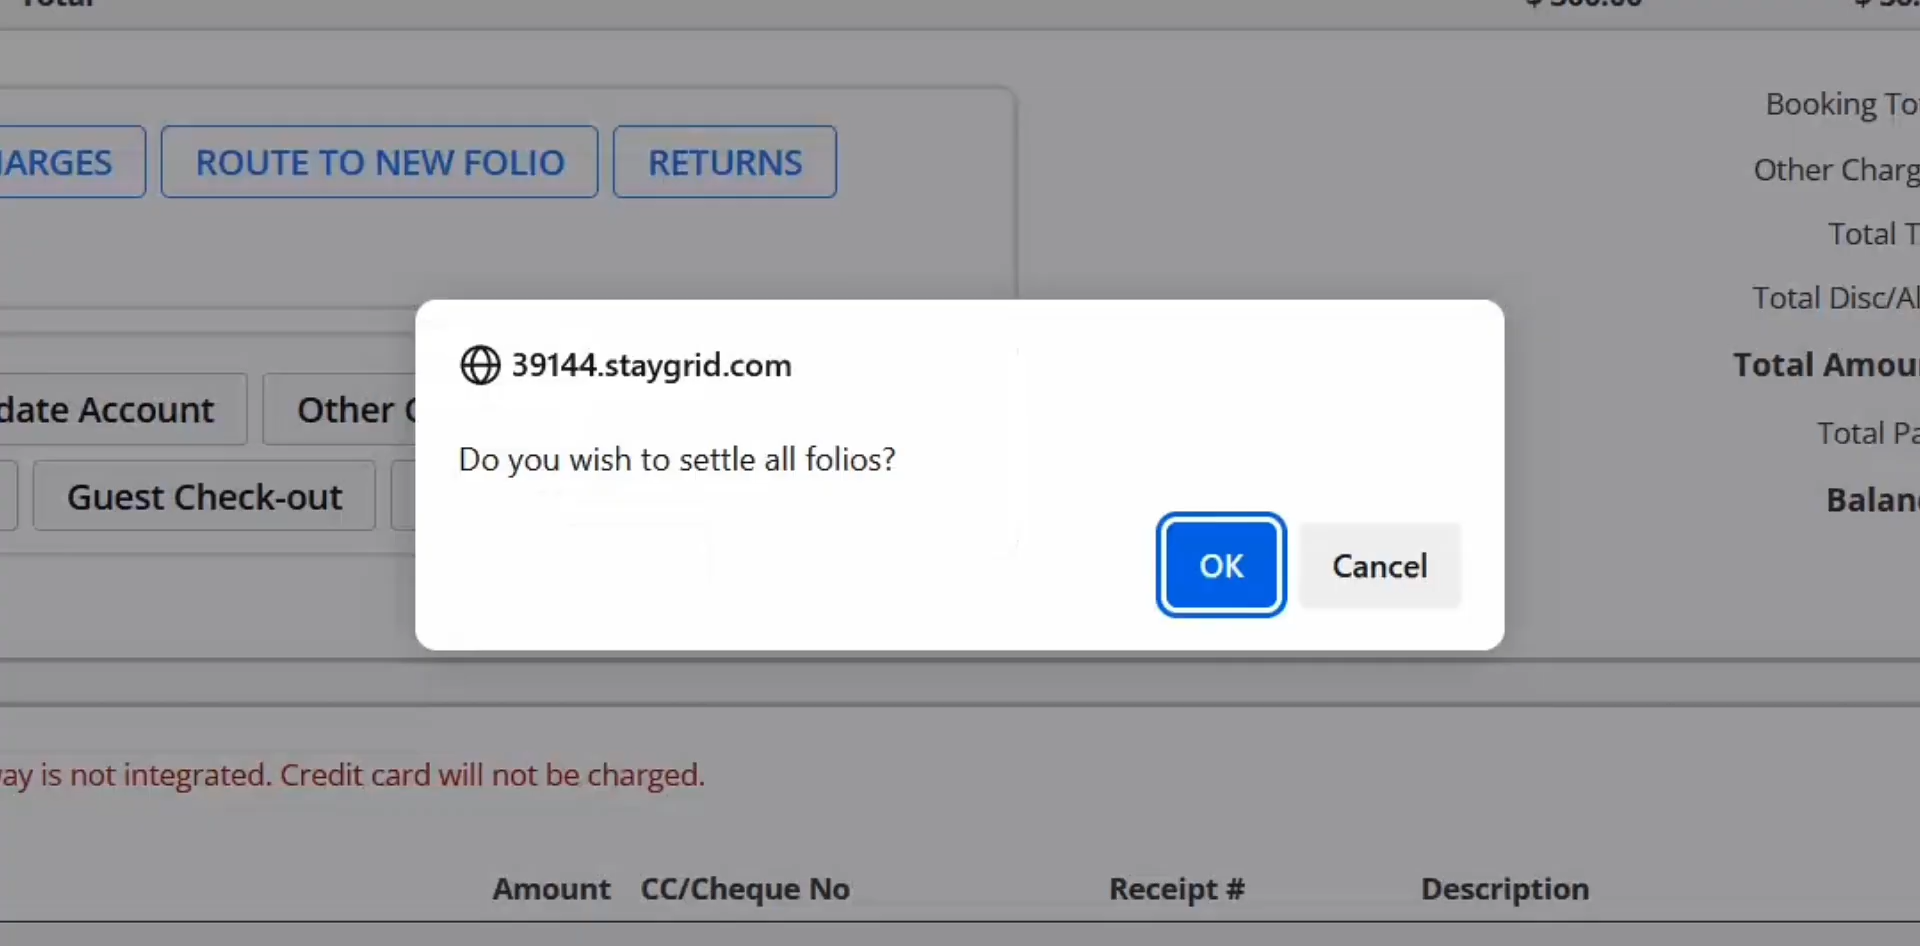 Total
Booking To
ARGES ROUTE TO NEW FOLIO RETURNS
Other Charg
Total T
Total Disc/Al
39144.staygrid.com
Total Amou
date Account Other
Total Pa
Do you wish to settle all folios?
Guest Check-out
Balan
OK Cancel
ay is not integrated. Credit card will not be charged.
Amount CC/Cheque No Receipt # Description